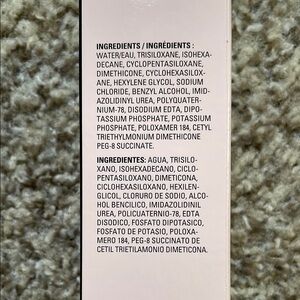 INGREDIENTS / INGRÉDIENTS :
WATER/EAU, TRISILOXANE, ISOHEXA-
DECANE, CYCLOPENTASILOXANE,
DIMETHICONE, CYCLOHEXASILOX-
ANE, HEXYLENE GLYCOL, SODIUM
CHLORIDE, BENZYL ALCOHOL, IMID-
AZOLIDINYL UREA, POLYQUATER-
NIUM-78, DISODIUM EDTA, DIPO-
TASSIUM PHOSPHATE, POTASSIUM
PHOSPHATE, POLOXAMER 184, CETYL
TRIETHYLMONIUM DIMETHICONE
PEG-8 SUCCINATE.
INGREDIENTES: AGUA, TRISILO-
XANO, ISOHEXADECANO, CICLO-
PENTASILOXANO, DIMETICONA,
CICLOHEXASILOXANO, HEXILEN-
GLICOL, CLORURO DE SODIO, ALCO-
HOL BENCILICO, IMIDAZOLIDINIL
UREA, POLICUATERNIO-78, EDTA
DISODICO, FOSFATO DIPOTASICO,
FOSFATO DE POTASIO, POLOXA-
MERO 184, PEG-8 SUCCINATO DE
CETIL TRIETILAMONIO DIMETICONA.